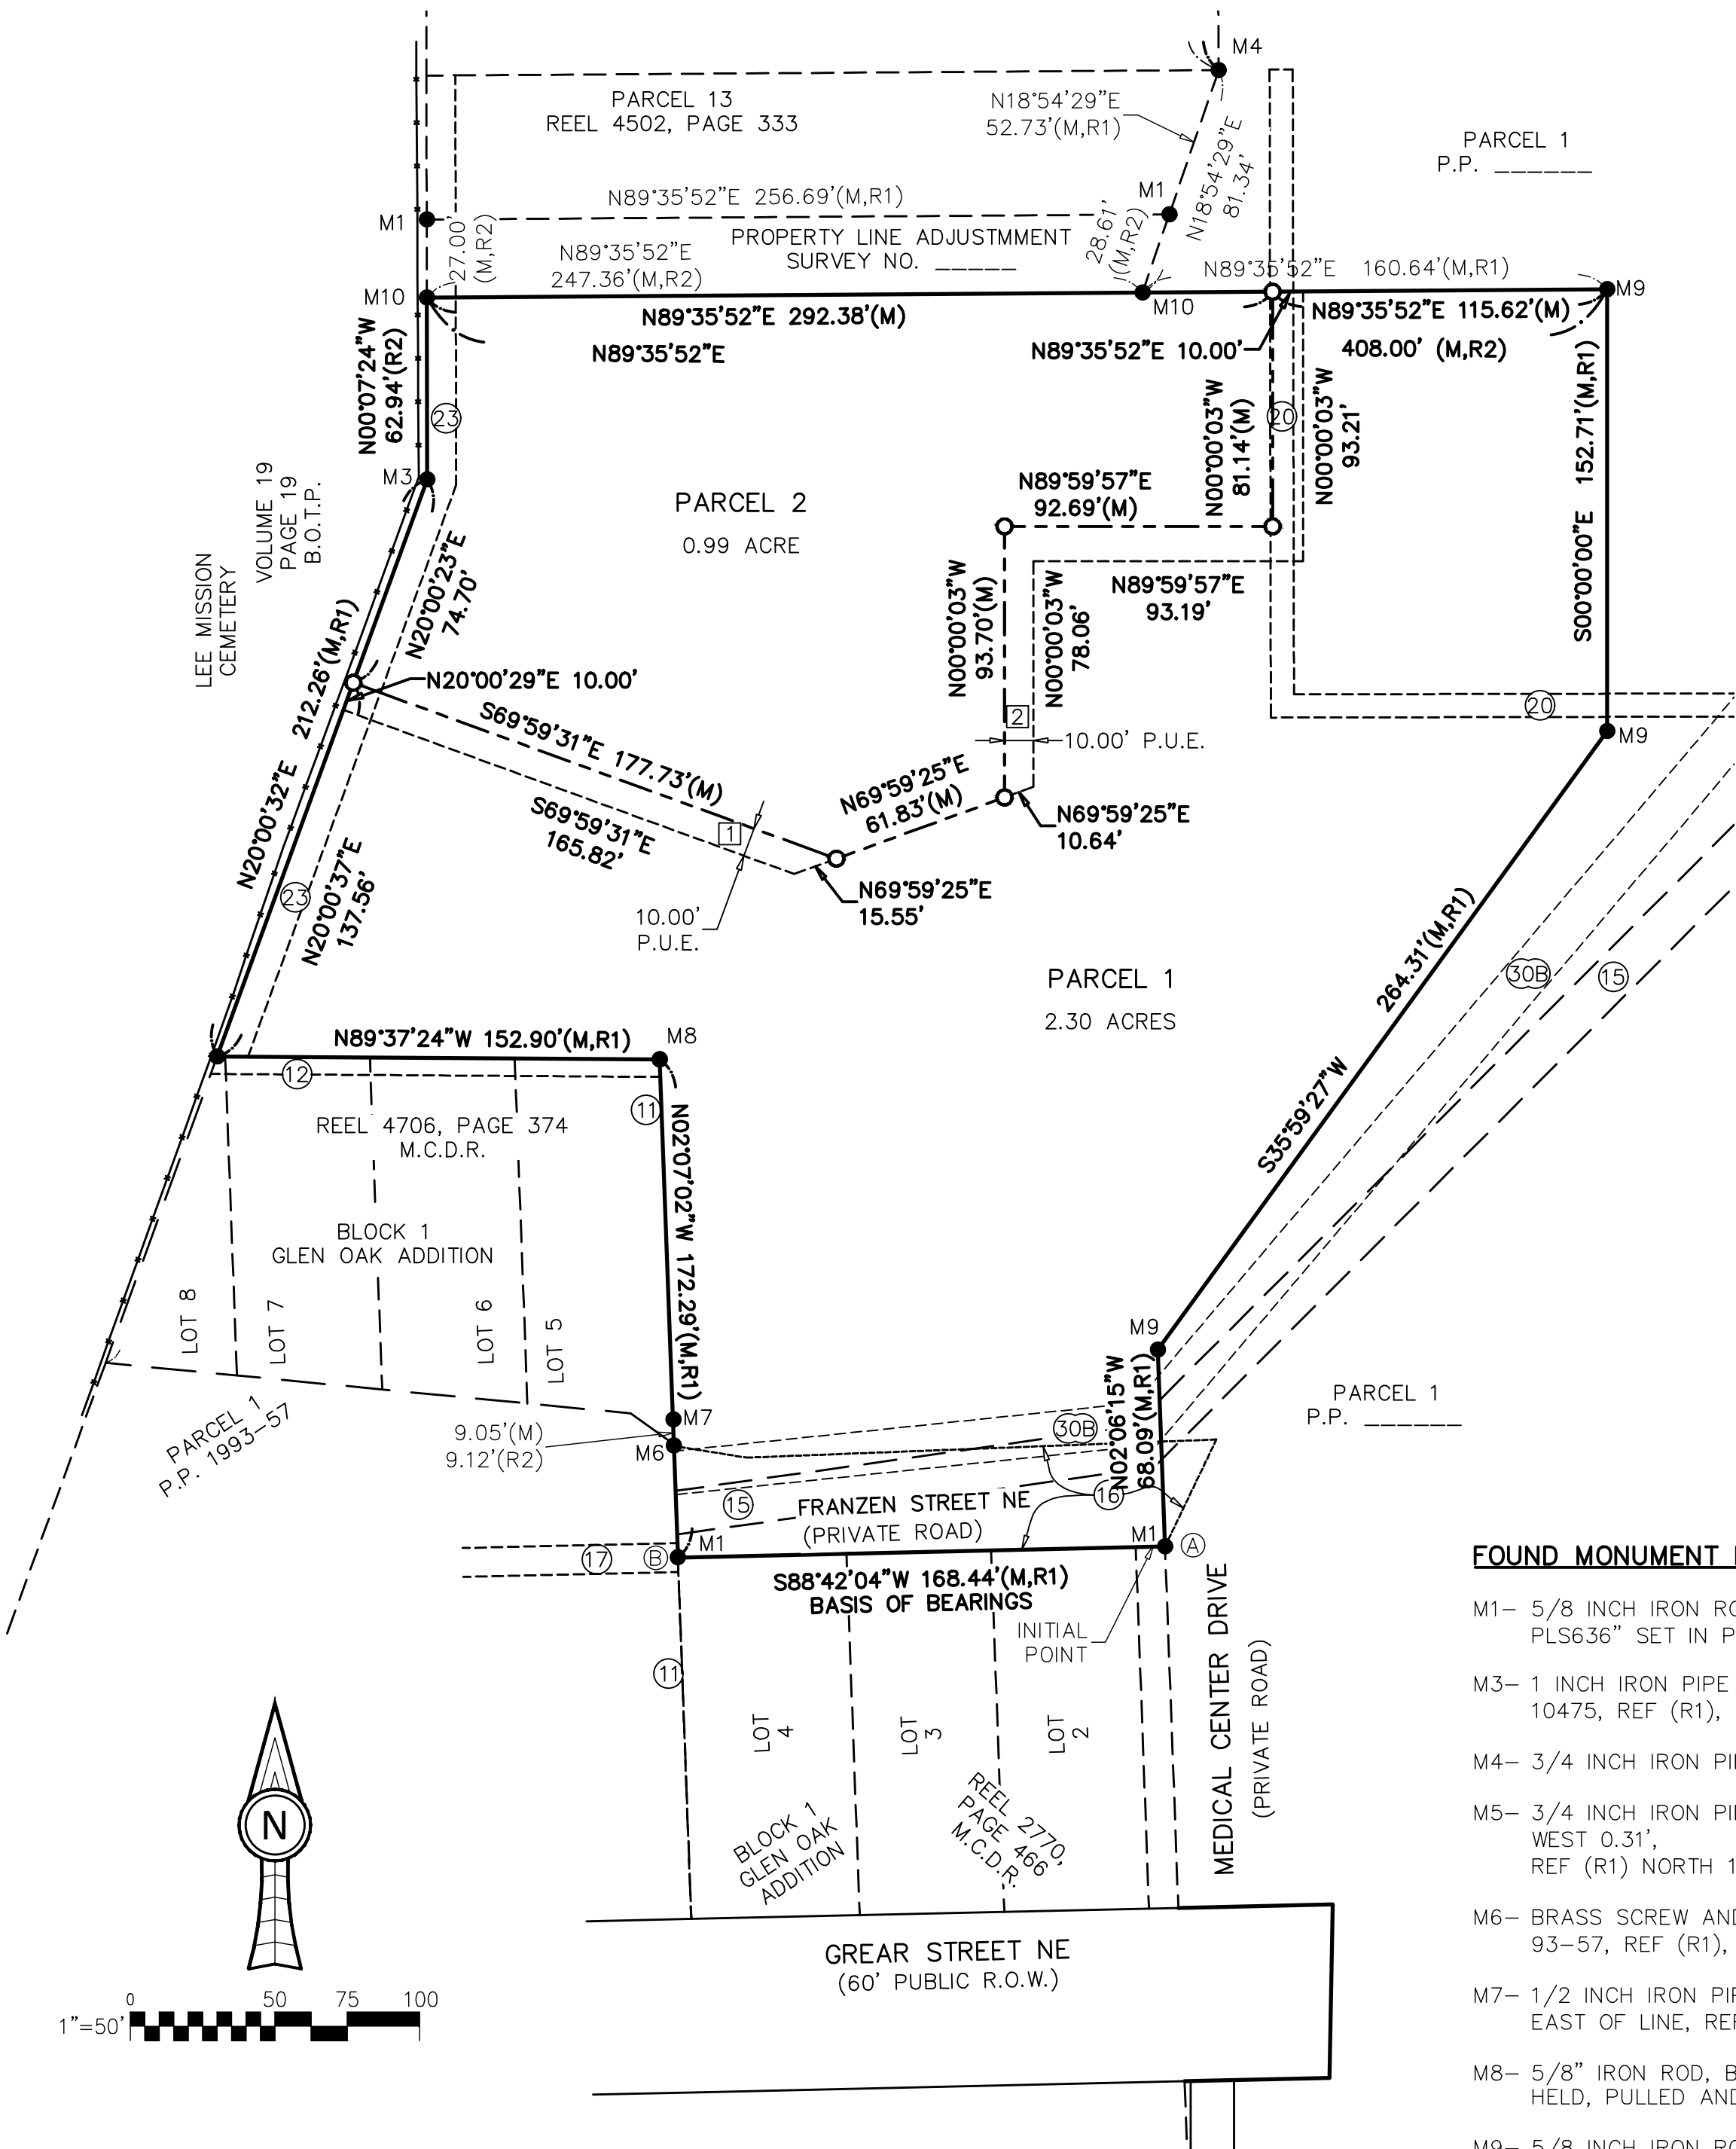 M4
PARCEL 13
REEL 4502, PAGE 333
N18°54'29"E
52.73'(M,R1)
N18°54'29"E
81.34'
PARCEL 1
P.P. ______
M1
N89°35'52"E 256.69'(M,R1)
M1
27.00'
(M,R2)
PROPERTY LINE ADJUSTMMENT
SURVEY NO. _____
28.61'
(M,R2)
N89°35'52"E
247.36'(M,R2)
N89°35'52"E 160.64'(M,R1)
M10
M10
M9
N89°35'52"E 292.38'(M)
N89°35'52"E 115.62'(M)
N89°35'52"E
N89°35'52"E 10.00'
408.00' (M,R2)
N00°07'24"W
62.94'(R2)
23
N00°00'03"W
81.14'(M)
20
N00°00'03"W
93.21'
S00°00'00"E 152.71'(M,R1)
M3
VOLUME 19
PAGE 19
B.O.T.P.
LEE MISSION
CEMETERY
PARCEL 2
0.99 ACRE
N89°59'57"E
92.69'(M)
N20°00'23"E
74.70'
N00°00'03"W
93.70'(M)
N00°00'03"W
78.06'
N89°59'57"E
93.19'
N20°00'32"E 212.26'(M,R1)
N20°00'29"E 10.00'
S69°59'31"E 177.73'(M)
2
10.00' P.U.E.
20
M9
N69°59'25"E
61.83'(M)
N69°59'25"E
10.64'
S69°59'31"E
165.82'
1
N69°59'25"E
15.55'
10.00'
P.U.E.
23
N20°00'37"E
137.56'
PARCEL 1
2.30 ACRES
264.31'(M,R1)
S35°59'27"W
30B
15
N89°37'24"W 152.90'(M,R1)
M8
12
11
REEL 4706, PAGE 374
M.C.D.R.
N02°07'02"W 172.29'(M,R1)
BLOCK 1
GLEN OAK ADDITION
LOT 8
LOT 7
LOT 6
LOT 5
M9
N02°06'15"W
68.09'(M,R1)
PARCEL 1
P.P. ______
PARCEL 1
P.P. 1993-57
M7
9.05'(M)
9.12'(R2)
M6
30B
15
16
FRANZEN STREET NE
(PRIVATE ROAD)
17
B
M1
M1
A
S88°42'04"W 168.44'(M,R1)
BASIS OF BEARINGS
INITIAL
POINT
11
LOT
4
LOT
3
LOT
2
MEDICAL CENTER DRIVE
(PRIVATE ROAD)
BLOCK 1
GLEN OAK
ADDITION
REEL 2770,
PAGE 466
M.C.D.R.
GREAR STREET NE
(60' PUBLIC R.O.W.)
N
0 50 75 100
1"=50'
FOUND MONUMENT
M1- 5/8 INCH IRON RO
PLS636" SET IN P
M3- 1 INCH IRON PIPE
10475, REF (R1),
M4- 3/4 INCH IRON PI
M5- 3/4 INCH IRON PI
WEST 0.31',
REF (R1) NORTH 1
M6- BRASS SCREW AN
93-57, REF (R1),
M7- 1/2 INCH IRON PI
EAST OF LINE, RE
M8- 5/8" IRON ROD, B
HELD, PULLED AN
M9- 5/8 INCH IRON RO